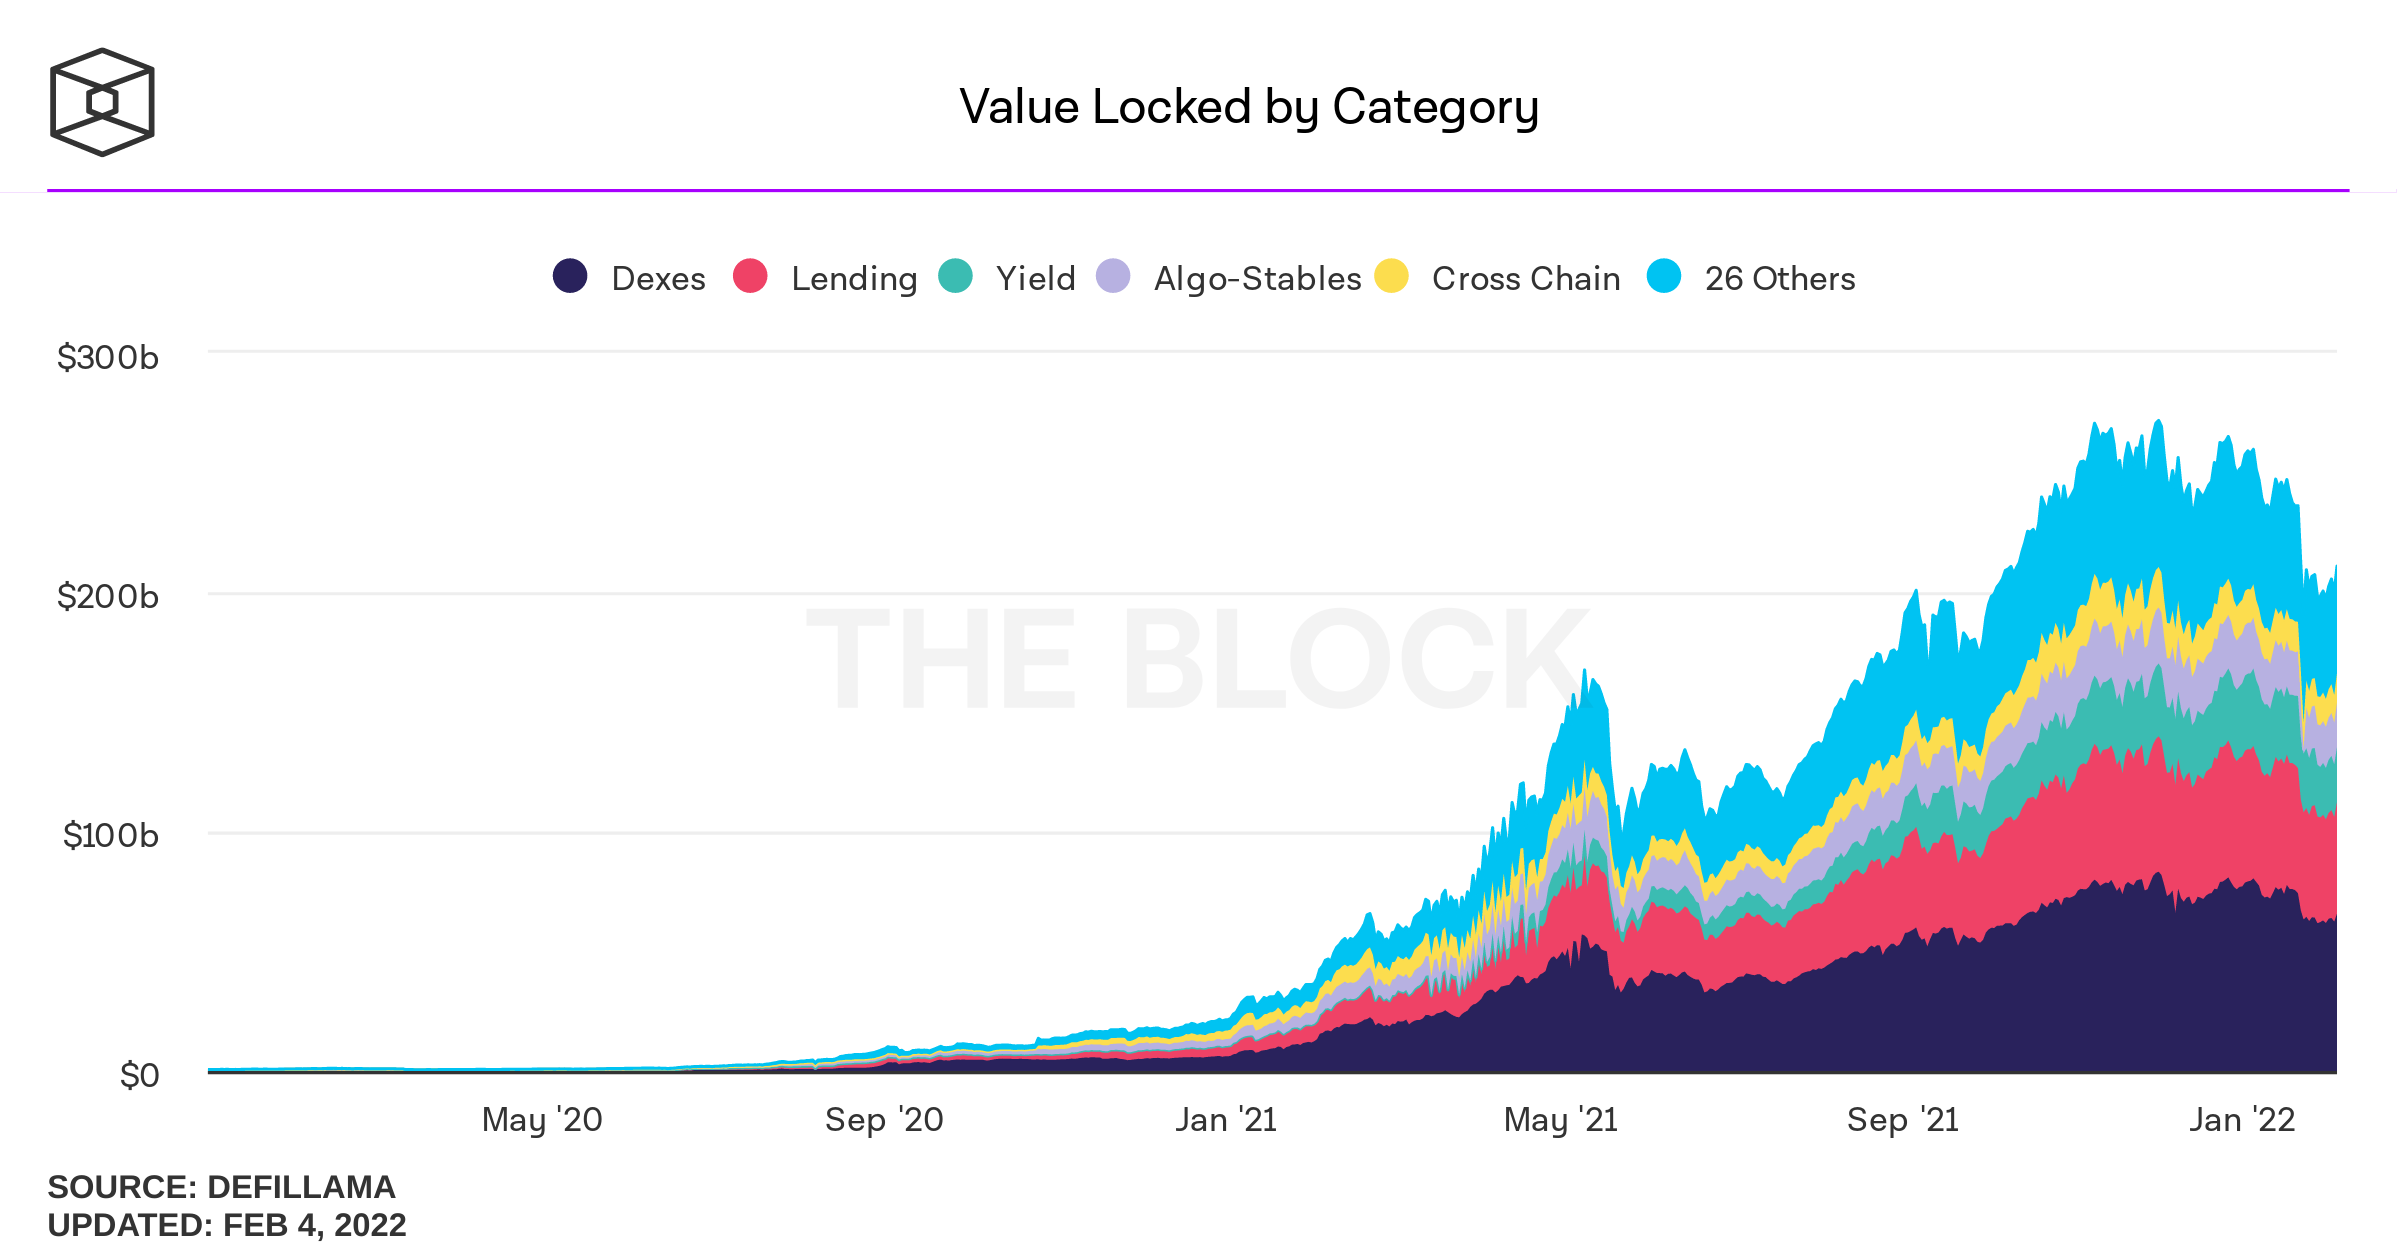 Value Locked by Category
Dexes Lending Yield Algo-Stables Cross Chain 26 Others
$300b
$200b
THE BLOCK
$100b
$0
May '20 Sep '20 Jan '21 May '21 Sep '21 Jan '22
SOURCE: DEFILLAMA
UPDATED: FEB 4, 2022